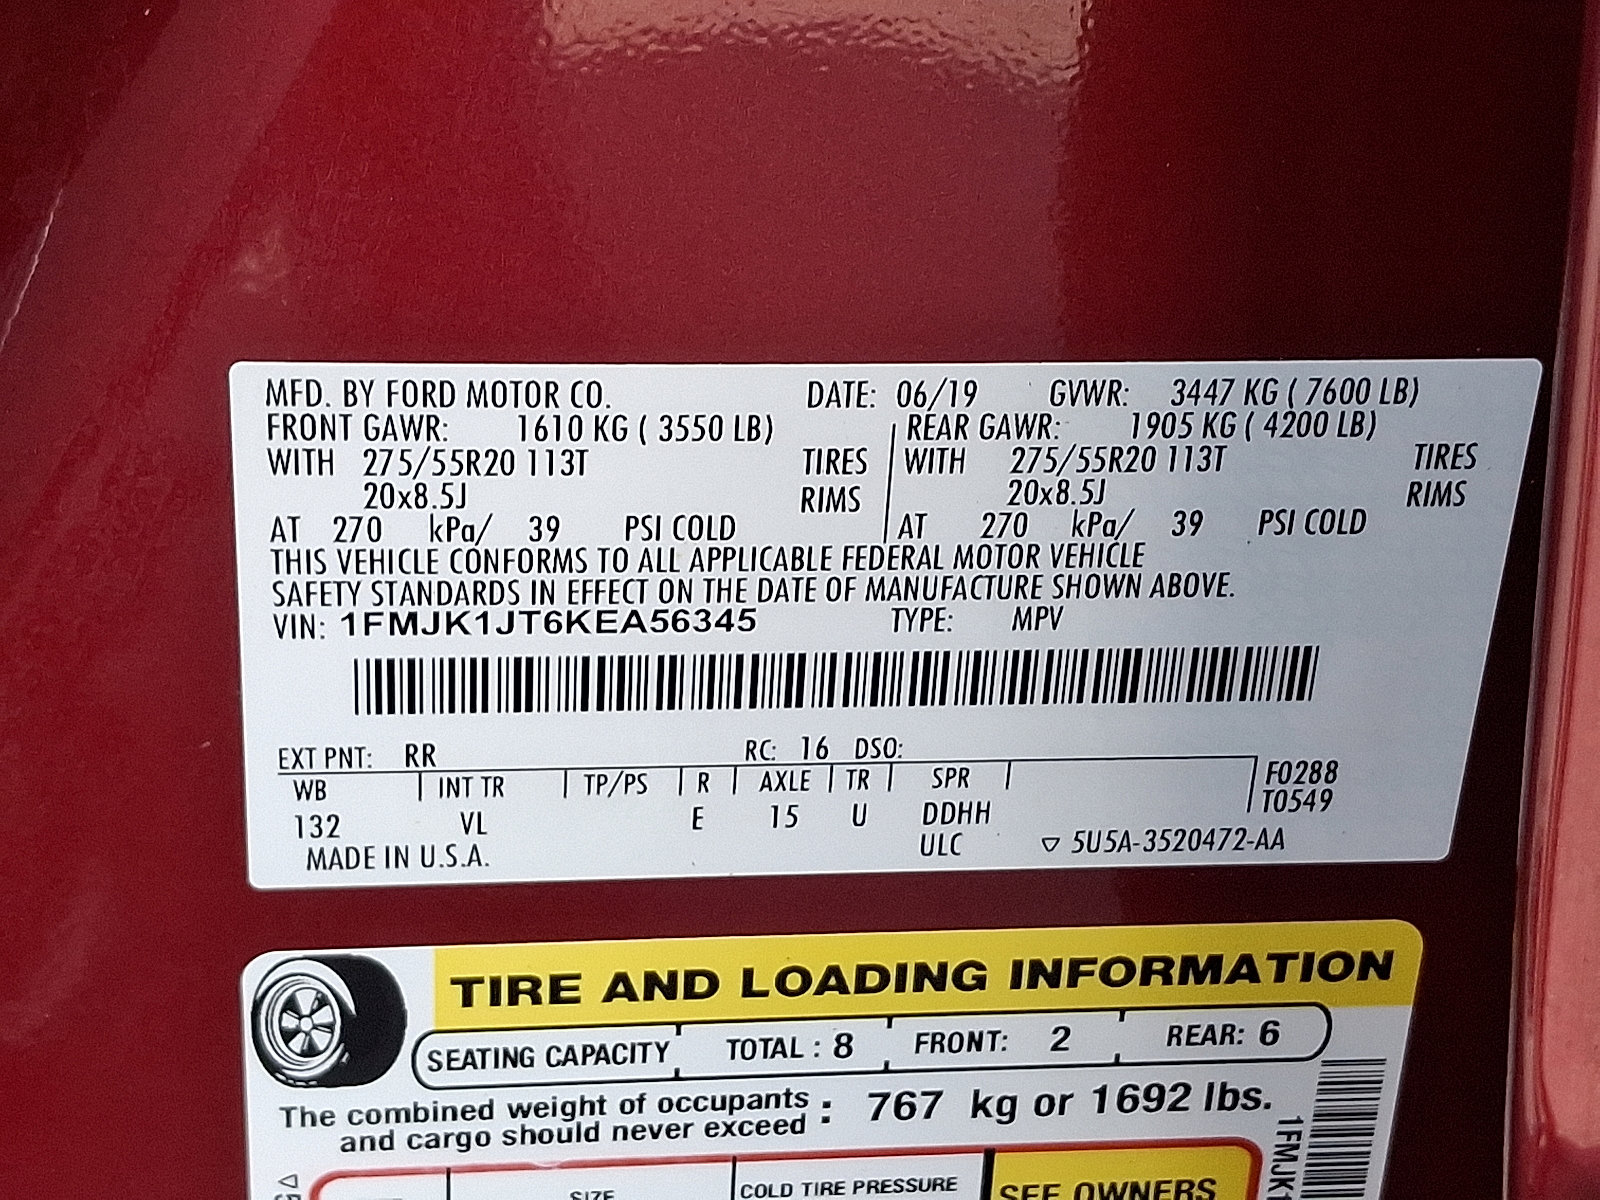 MFD. BY FORD MOTOR CO. DATE: 06/19 GVWR: 3447 KG ( 7600 LB)
FRONT GAWR: 1610 KG ( 3550 LB) REAR GAWR: 1905 KG ( 4200 LB)
WITH 275/55R20 113T TIRES WITH 275/55R20 113T TIRES
20x8.5J RIMS 20x8.5J RIMS
AT 270 kPa/ 39 PSI COLD AT 270 kPa/ 39 PSI COLD
THIS VEHICLE CONFORMS TO ALL APPLICABLE FEDERAL MOTOR VEHICLE
SAFETY STANDARDS IN EFFECT ON THE DATE OF MANUFACTURE SHOWN ABOVE.
VIN: 1FMJK1JT6KEA56345 TYPE: MPV
EXT PNT: RR RC: 16 DSO:
WB INT TR TP/PS R AXLE TR SPR F0288
T0549
132 VL E 15 U DDHH
MADE IN U.S.A. ULC 5U5A-3520472-AA
TIRE AND LOADING INFORMATION
SEATING CAPACITY TOTAL : 8 FRONT: 2 REAR: 6
The combined weight of occupants : 767 kg or 1692 lbs.
and cargo should never exceed
SIZE COLD TIRE PRESSURE SEE OWNERS
1FMJK1